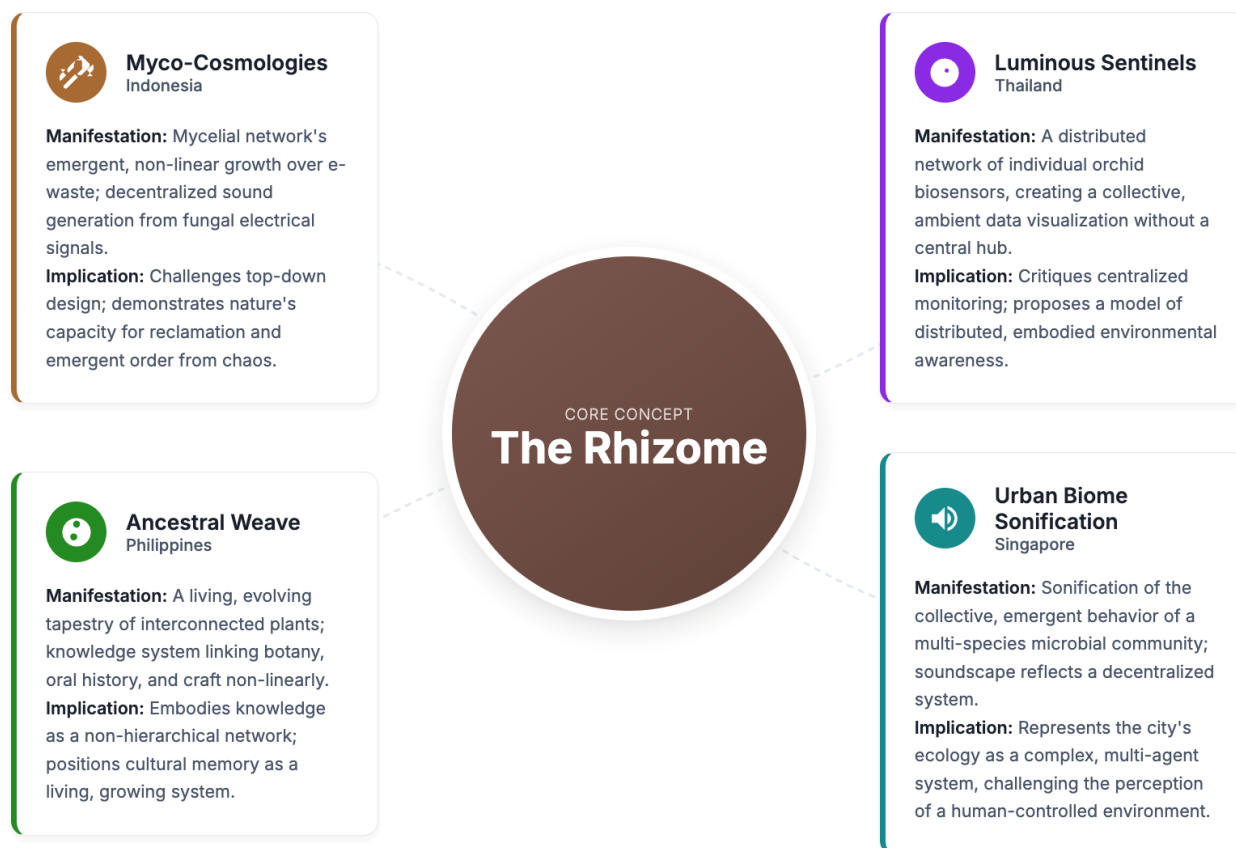 Myco-Cosmologies
Indonesia
Manifestation: Mycelial network's
emergent, non-linear growth over e-
waste; decentralized sound
generation from fungal electrical
signals.
Implication: Challenges top-down
design; demonstrates nature's
capacity for reclamation and
emergent order from chaos.
Luminous Sentinels
Thailand
Manifestation: A distributed
network of individual orchid
biosensors, creating a collective,
ambient data visualization without a
central hub.
Implication: Critiques centralized
monitoring; proposes a model of
distributed, embodied environmental
awareness.
CORE CONCEPT
The Rhizome
Ancestral Weave
Philippines
Manifestation: A living, evolving
tapestry of interconnected plants;
knowledge system linking botany,
oral history, and craft non-linearly.
Implication: Embodies knowledge
as a non-hierarchical network;
positions cultural memory as a
living, growing system.
Urban Biome
Sonification
Singapore
Manifestation: Sonification of the
collective, emergent behavior of a
multi-species microbial community;
soundscape reflects a decentralized
system.
Implication: Represents the city's
ecology as a complex, multi-agent
system, challenging the perception
of a human-controlled environment.